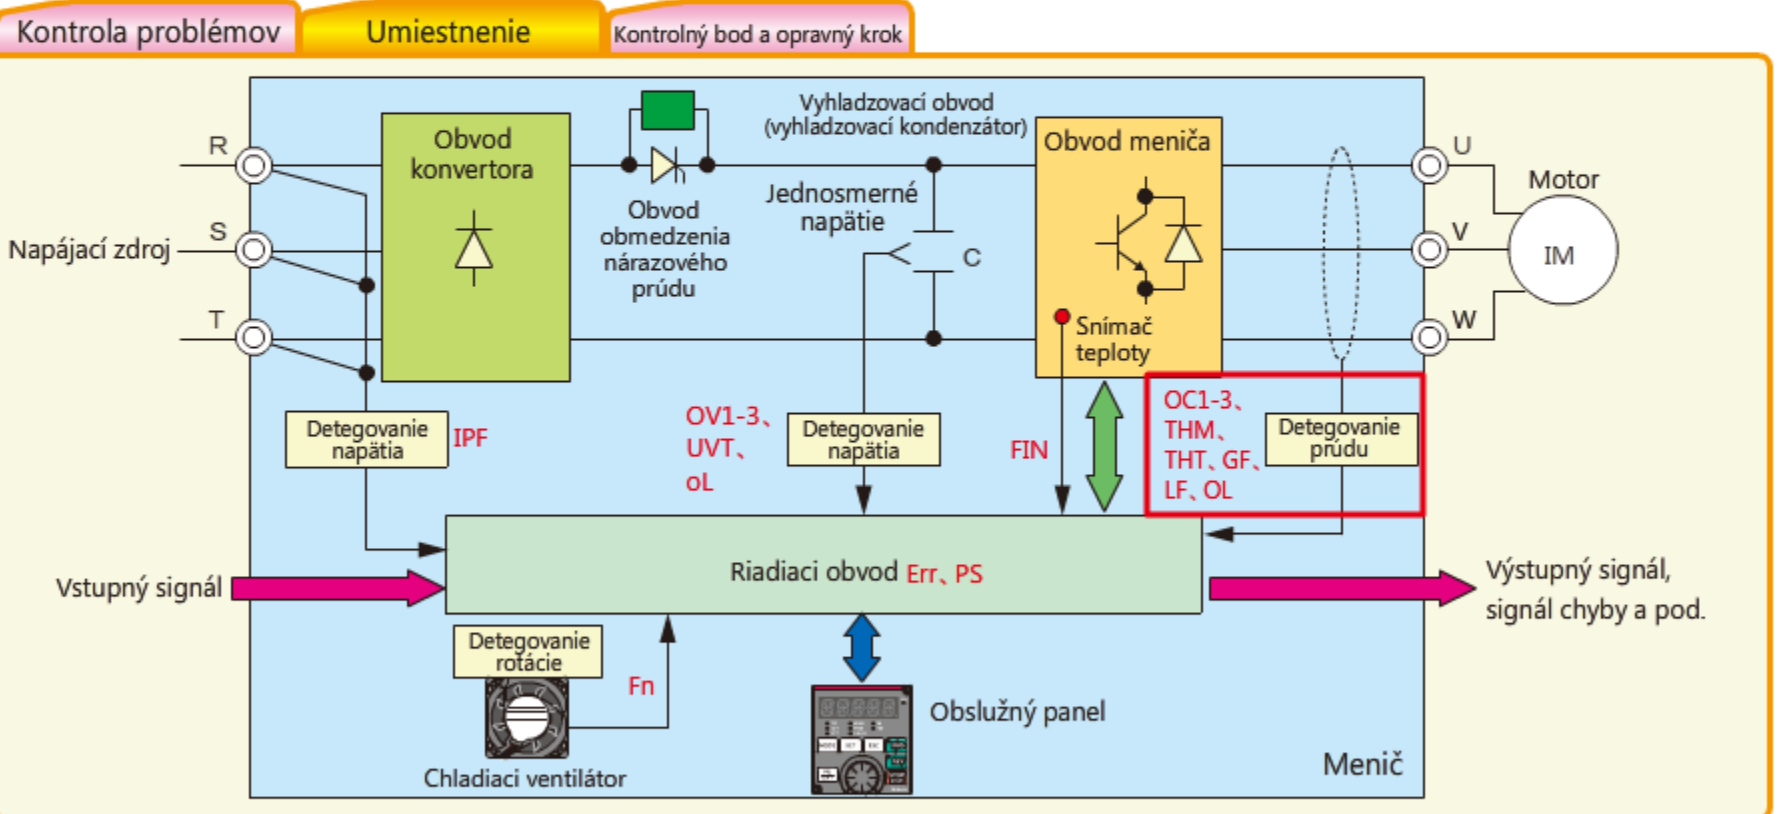 Kontrola problémov
Umiestnenie
Kontrolný bod a opravný krok
Vyhladzovací obvod
(vyhladzovací kondenzátor)
Obvod
konvertora
Obvod meniča
R
S
T
Napájací zdroj
Obvod
obmedzenia
nárazového
prúdu
Jednosmerné
napätie
C
Snímač
teploty
U
V
W
Motor
IM
Detegovanie
napätia
IPF
OV1-3、
UVT、
oL
Detegovanie
napätia
FIN
OC1-3、
THM、
THT、GF、
LF、OL
Detegovanie
prúdu
Vstupný signál
Riadiaci obvod Err、PS
Výstupný signál,
signál chyby a pod.
Detegovanie
rotácie
Fn
Chladiaci ventilátor
Obslužný panel
Menič